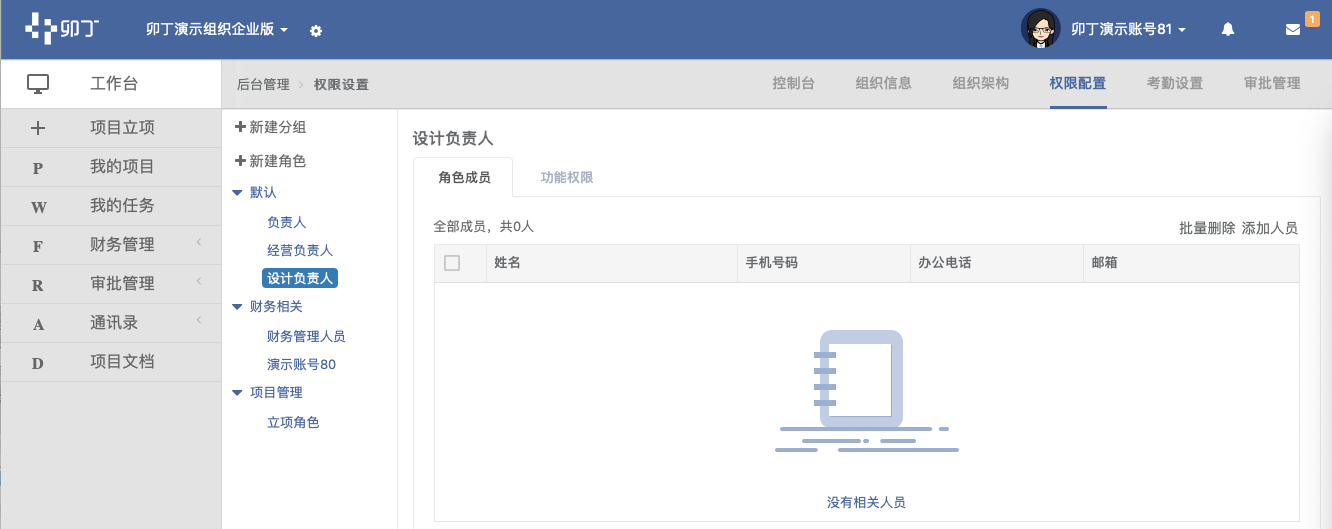 卯丁 卯丁演示组织企业版 卯丁演示账号81 1
工作台 后台管理 > 权限设置 控制台 组织信息 组织架构 权限配置 考勤设置 审批管理
项目立项
P 我的项目
W 我的任务
F 财务管理
R 审批管理
A 通讯录
D 项目文档
新建分组
新建角色
默认
负责人
经营负责人
设计负责人
财务相关
财务管理人员
演示账号80
项目管理
立项角色
设计负责人
角色成员 功能权限
全部成员，共0人 批量删除 添加人员
姓名 手机号码 办公电话 邮箱
没有相关人员